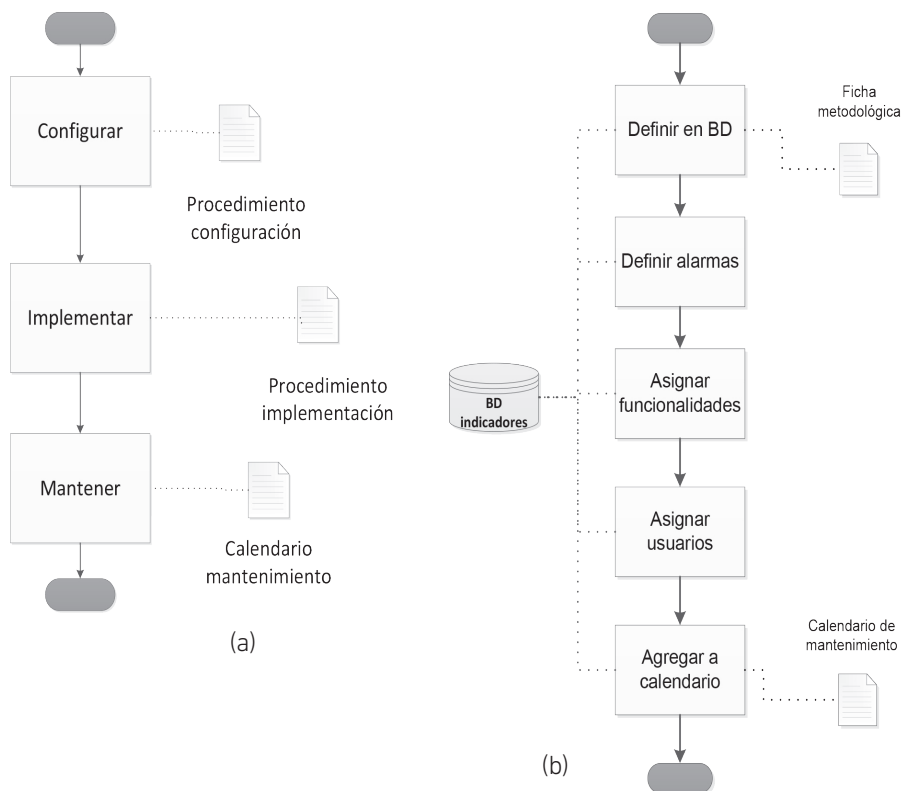 Configurar
Procedimiento
configuración
Implementar
Procedimiento
implementación
Mantener
Calendario
mantenimiento
(a)
Definir en BD
Ficha
metodológica
Definir alarmas
Asignar
funcionalidades
BD
indicadores
Asignar
usuarios
Agregar a
calendario
Calendario de
mantenimiento
(b)